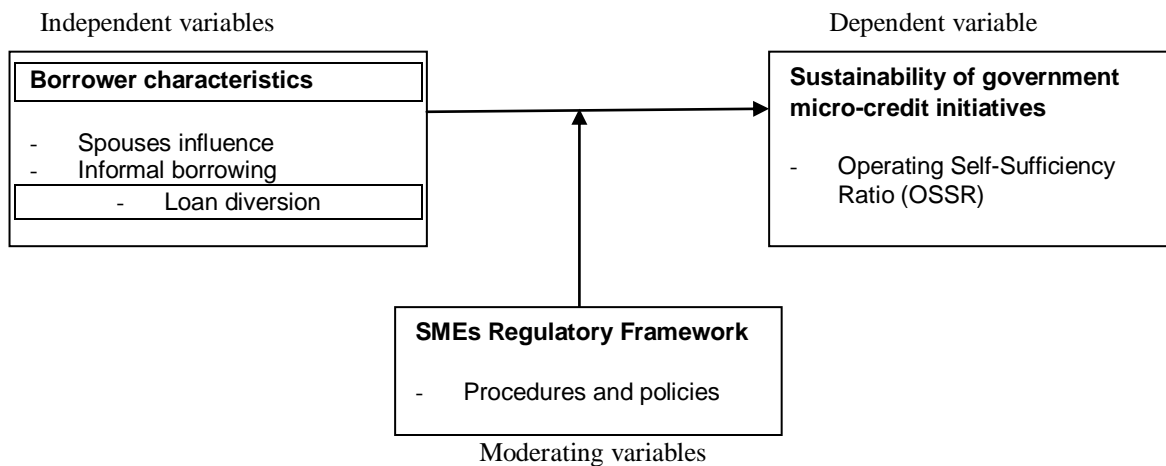 Independent variables
Dependent variable
Borrower characteristics
- Spouses influence
- Informal borrowing
- Loan diversion
Sustainability of government
micro-credit initiatives
- Operating Self-Sufficiency
Ratio (OSSR)
SMEs Regulatory Framework
- Procedures and policies
Moderating variables